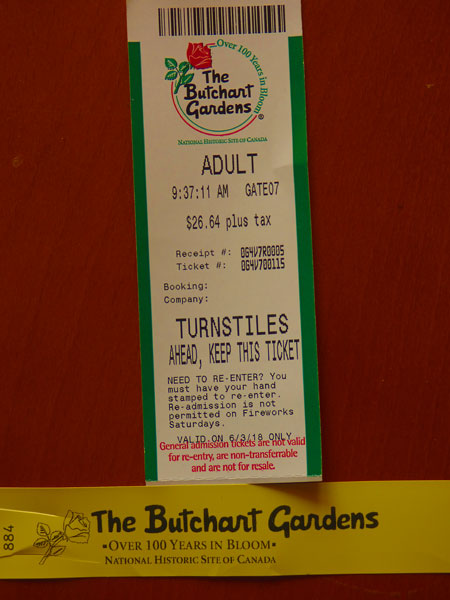 Over 100 Years in Bloom
The
Butchart
Gardens®
NATIONAL HISTORIC SITE OF CANADA
ADULT
9:37:11 AM GATE07
$26.64 plus tax
Receipt #: 0G4V7R0005
Ticket #: 0G4V700115
Booking:
Company:
TURNSTILES
AHEAD, KEEP THIS TICKET
NEED TO RE-ENTER? You
must have your hand
stamped to re-enter.
Re-admission is not
permitted on Fireworks
Saturdays.
VALID ON 6/3/18 ONLY
General admission tickets are not valid
for re-entry, are non-transferrable
and are not for resale.
884
The Butchart Gardens
•OVER 100 YEARS IN BLOOM•
NATIONAL HISTORIC SITE OF CANADA